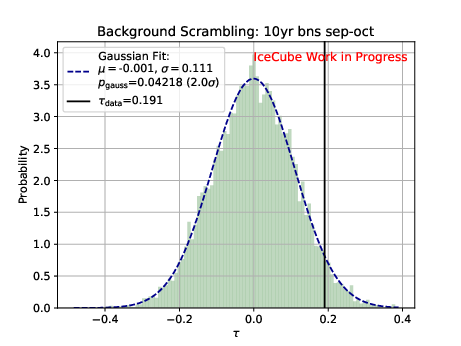 Background Scrambling: 10yr bns sep-oct
IceCube Work in Progress
Gaussian Fit:
μ = -0.001, σ = 0.111
p_gauss=0.04218 (2.0σ)
τ_data=0.191
Probability
4.0
3.5
3.0
2.5
2.0
1.5
1.0
0.5
0.0
−0.4 −0.2 0.0 0.2 0.4
τ